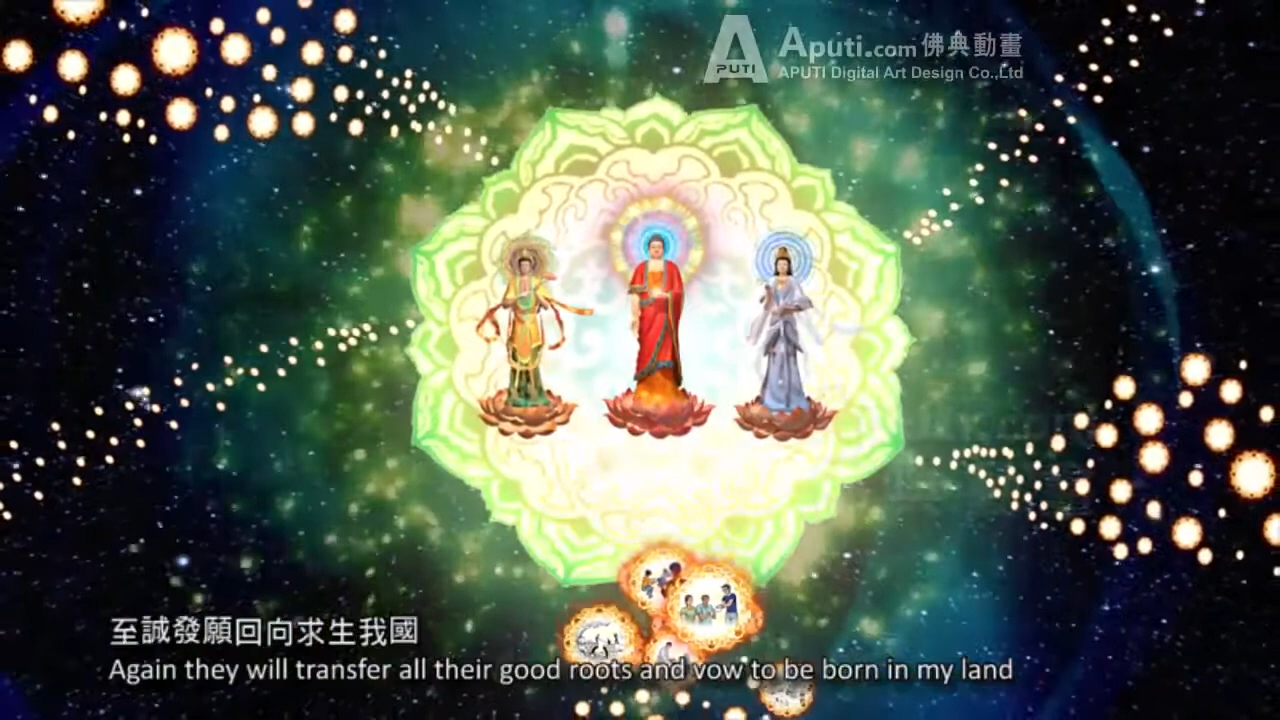 Aputi.com 佛典動畫
PUTI
APUTI Digital Art Design Co.,Ltd
至誠發願回向求生我國
Again they will transfer all their good roots and vow to be born in my land